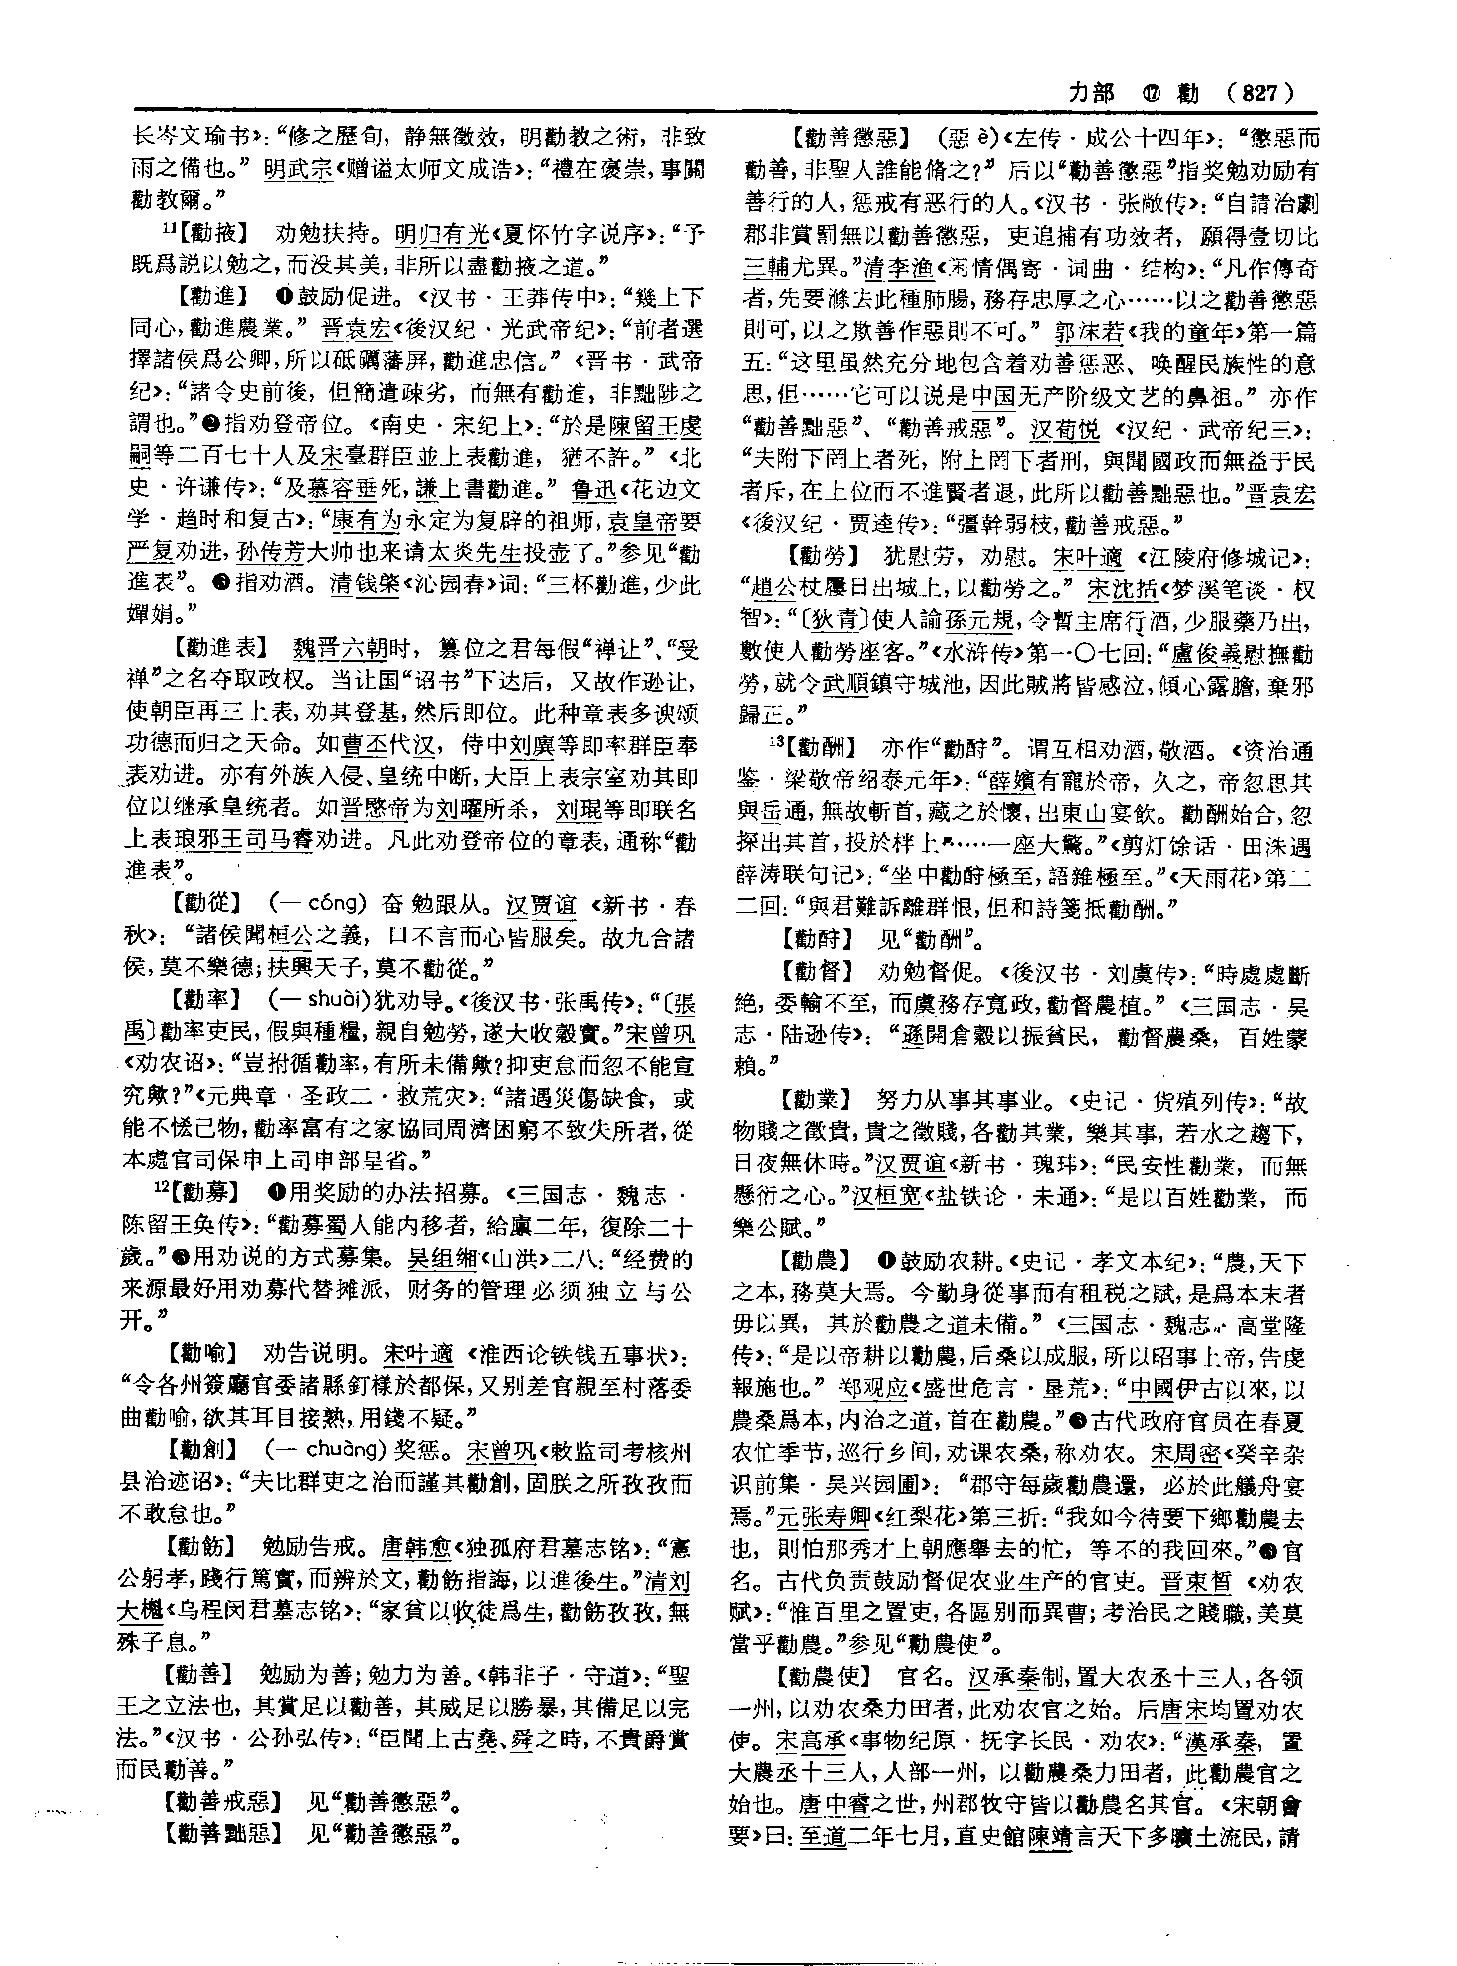 力部 ⑰ 勸 （827）
长岑文瑜书》：“修之歷旬，静無徵效，明勸教之術，非致
雨之備也。” 明武宗《赠谥太师文成诰》：“禮在褒崇，事關
勸教爾。”
11【勸掖】 劝勉扶持。明归有光《夏怀竹字说序》：“予
既爲説以勉之，而没其美，非所以盡勸掖之道。”
【勸進】 ❶鼓励促进。《汉书·王莽传中》：“幾上下
同心，勸進農業。” 晋袁宏《後汉纪·光武帝纪》：“前者選
擇諸侯爲公卿，所以砥礪藩屏，勸進忠信。” 《晋书·武帝
纪》：“諸令史前後，但簡遣疎劣，而無有勸進，非黜陟之
謂也。”❷指劝登帝位。《南史·宋纪上》：“於是陳留王虔
嗣等二百七十人及宋臺群臣並上表勸進，猶不許。” 《北
史·许谦传》：“及慕容垂死，謙上書勸進。” 鲁迅《花边文
学·趋时和复古》：“康有为永定为复辟的祖师，袁皇帝要
严复劝进，孙传芳大帅也来请太炎先生投壶了。”参见“勸
進表”。❸指劝酒。清钱棨《沁园春》词：“三杯勸進，少此
嬋娟。”
【勸進表】 魏晋六朝时，篡位之君每假“禅让”、“受
禅”之名夺取政权。当让国“诏书”下达后，又故作逊让，
使朝臣再三上表，劝其登基，然后即位。此种章表多谀颂
功德而归之天命。如曹丕代汉，侍中刘廙等即率群臣奉
表劝进。亦有外族入侵、皇统中断，大臣上表宗室劝其即
位以继承皇统者。如晋愍帝为刘曜所杀，刘琨等即联名
上表琅邪王司马睿劝进。凡此劝登帝位的章表，通称“勸
進表”。
【勸從】 （一 cóng）奋勉跟从。汉贾谊《新书·春
秋》：“諸侯聞桓公之義，口不言而心皆服矣。故九合諸
侯，莫不樂德；扶興天子，莫不勸從。”
【勸率】 （一 shuài）犹劝导。《後汉书·张禹传》：“〔張
禹〕勸率吏民，假與種糧，親自勉勞，遂大收穀實。”宋曾巩
《劝农诏》：“豈拊循勸率，有所未備歟？抑吏怠而忽不能宣
究歟？”《元典章·圣政二·救荒灾》：“諸遇災傷缺食，或
能不恡己物，勸率富有之家協同周濟困窮不致失所者，從
本處官司保申上司申部呈省。”
12【勸募】 ❶用奖励的办法招募。《三国志·魏志·
陈留王奂传》：“勸募蜀人能内移者，給廪二年，復除二十
歲。”❷用劝说的方式募集。吴组缃《山洪》二八：“经费的
来源最好用劝募代替摊派，财务的管理必须独立与公
开。”
【勸喻】 劝告说明。宋叶適《淮西论铁钱五事状》：
“令各州簽廳官委諸縣釘樣於都保，又别差官親至村落委
曲勸喻，欲其耳目接熟，用錢不疑。”
【勸創】 （一 chuàng）奖惩。宋曾巩《敕监司考核州
县治迹诏》：“夫比群吏之治而謹其勸創，固朕之所孜孜而
不敢怠也。”
【勸飭】 勉励告戒。唐韩愈《独孤府君墓志铭》：“憲
公躬孝，踐行篤實，而辨於文，勸飭指誨，以進後生。”清刘
大櫆《乌程闵君墓志铭》：“家貧以收徒爲生，勸飭孜孜，無
殊子息。”
【勸善】 勉励为善；勉力为善。《韩非子·守道》：“聖
王之立法也，其賞足以勸善，其威足以勝暴，其備足以完
法。”《汉书·公孙弘传》：“臣聞上古堯、舜之時，不貴爵賞
而民勸善。”
【勸善戒惡】 见“勸善懲惡”。
【勸善黜惡】 见“勸善懲惡”。
【勸善懲惡】 （惡 è）《左传·成公十四年》：“懲惡而
勸善，非聖人誰能脩之？” 后以“勸善懲惡”指奖勉劝励有
善行的人，惩戒有恶行的人。《汉书·张敞传》：“自請治劇
郡非賞罰無以勸善懲惡，吏追捕有功效者，願得壹切比
三輔尤異。”清李渔《闲情偶寄·词曲·结构》：“凡作傳奇
者，先要滌去此種肺腸，務存忠厚之心……以之勸善懲惡
則可，以之欺善作惡則不可。” 郭沫若《我的童年》第一篇
五：“这里虽然充分地包含着劝善惩恶、唤醒民族性的意
思，但……它可以说是中国无产阶级文艺的鼻祖。” 亦作
“勸善黜惡”、“勸善戒惡”。汉荀悦《汉纪·武帝纪三》：
“夫附下罔上者死，附上罔下者刑，與聞國政而無益于民
者斥，在上位而不進賢者退，此所以勸善黜惡也。”晋袁宏
《後汉纪·贾逵传》：“彊幹弱枝，勸善戒惡。”
【勸勞】 犹慰劳，劝慰。宋叶適《江陵府修城记》：
“趙公杖屨日出城上，以勸勞之。” 宋沈括《梦溪笔谈·权
智》：“〔狄青〕使人諭孫元規，令暫主席行酒，少服藥乃出，
數使人勸勞座客。”《水浒传》第一〇七回：“盧俊義慰撫勸
勞，就令武順鎮守城池，因此賊將皆感泣，傾心露膽，棄邪
歸正。”
13【勸酬】 亦作“勸酧”。谓互相劝酒，敬酒。《资治通
鉴·梁敬帝绍泰元年》：“薛嬪有寵於帝，久之，帝忽思其
與岳通，無故斬首，藏之於懷，出東山宴飲。勸酬始合，忽
探出其首，投於柈上……一座大驚。”《剪灯馀话·田洙遇
薛涛联句记》：“坐中勸酧極至，語雜極至。”《天雨花》第二
二回：“與君難訴離群恨，但和詩箋抵勸酬。”
【勸酧】 见“勸酬”。
【勸督】 劝勉督促。《後汉书·刘虞传》：“時處處斷
絶，委輸不至，而虞務存寬政，勸督農植。”《三国志·吴
志·陆逊传》：“遜開倉穀以振貧民，勸督農桑，百姓蒙
賴。”
【勸業】 努力从事其事业。《史记·货殖列传》：“故
物賤之徵貴，貴之徵賤，各勸其業，樂其事，若水之趨下，
日夜無休時。”汉贾谊《新书·瑰玮》：“民安性勸業，而無
懸衍之心。”汉桓宽《盐铁论·未通》：“是以百姓勸業，而
樂公賦。”
【勸農】 ❶鼓励农耕。《史记·孝文本纪》：“農，天下
之本，務莫大焉。今勤身從事而有租税之賦，是爲本末者
毋以異，其於勸農之道未備。”《三国志·魏志·高堂隆
传》：“是以帝耕以勸農，后桑以成服，所以昭事上帝，告虔
報施也。” 郑观应《盛世危言·垦荒》：“中國伊古以來，以
農桑爲本，内治之道，首在勸農。”❷古代政府官员在春夏
农忙季节，巡行乡间，劝课农桑，称劝农。宋周密《癸辛杂
识前集·吴兴园圃》：“郡守每歲勸農還，必於此艤舟宴
焉。”元张寿卿《红梨花》第三折：“我如今待要下鄉勸農去
也，則怕那秀才上朝應舉去的忙，等不的我回來。”❸官
名。古代负责鼓励督促农业生产的官吏。晋束皙《劝农
赋》：“惟百里之置吏，各區别而異曹；考治民之賤職，美莫
當乎勸農。”参见“勸農使”。
【勸農使】 官名。汉承秦制，置大农丞十三人，各领
一州，以劝农桑力田者，此劝农官之始。后唐宋均置劝农
使。宋高承《事物纪原·抚字长民·劝农》：“漢承秦，置
大農丞十三人，人部一州，以勸農桑力田者，此勸農官之
始也。唐中睿之世，州郡牧守皆以勸農名其官。《宋朝會
要》曰：至道二年七月，直史館陳靖言天下多曠土流民，請